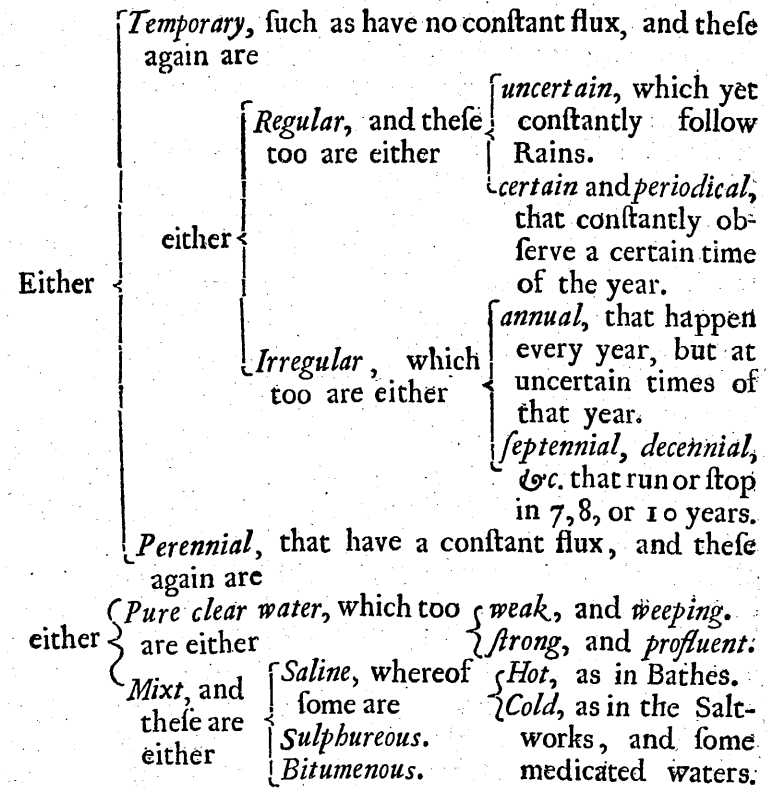 Temporary, ſuch as have no conſtant flux, and theſe
again are
Either
either
Regular, and theſe
too are either
uncertain, which yet
conſtantly follow
Rains.
certain and periodical,
that conſtantly ob-
ſerve a certain time
of the year.
Irregular, which
too are either
annual, that happen
every year, but at
uncertain times of
that year.
ſeptennial, decennial,
&c. that run or ſtop
in 7, 8, or 10 years.
Perennial, that have a conſtant flux, and theſe
again are
either
Pure clear water, which too
are either
weak, and weeping.
ſtrong, and profluent.
Mixt, and
theſe are
either
Saline, whereof
ſome are
Hot, as in Bathes.
Cold, as in the Salt-
works, and ſome
medicated waters.
Sulphureous.
Bitumenous.